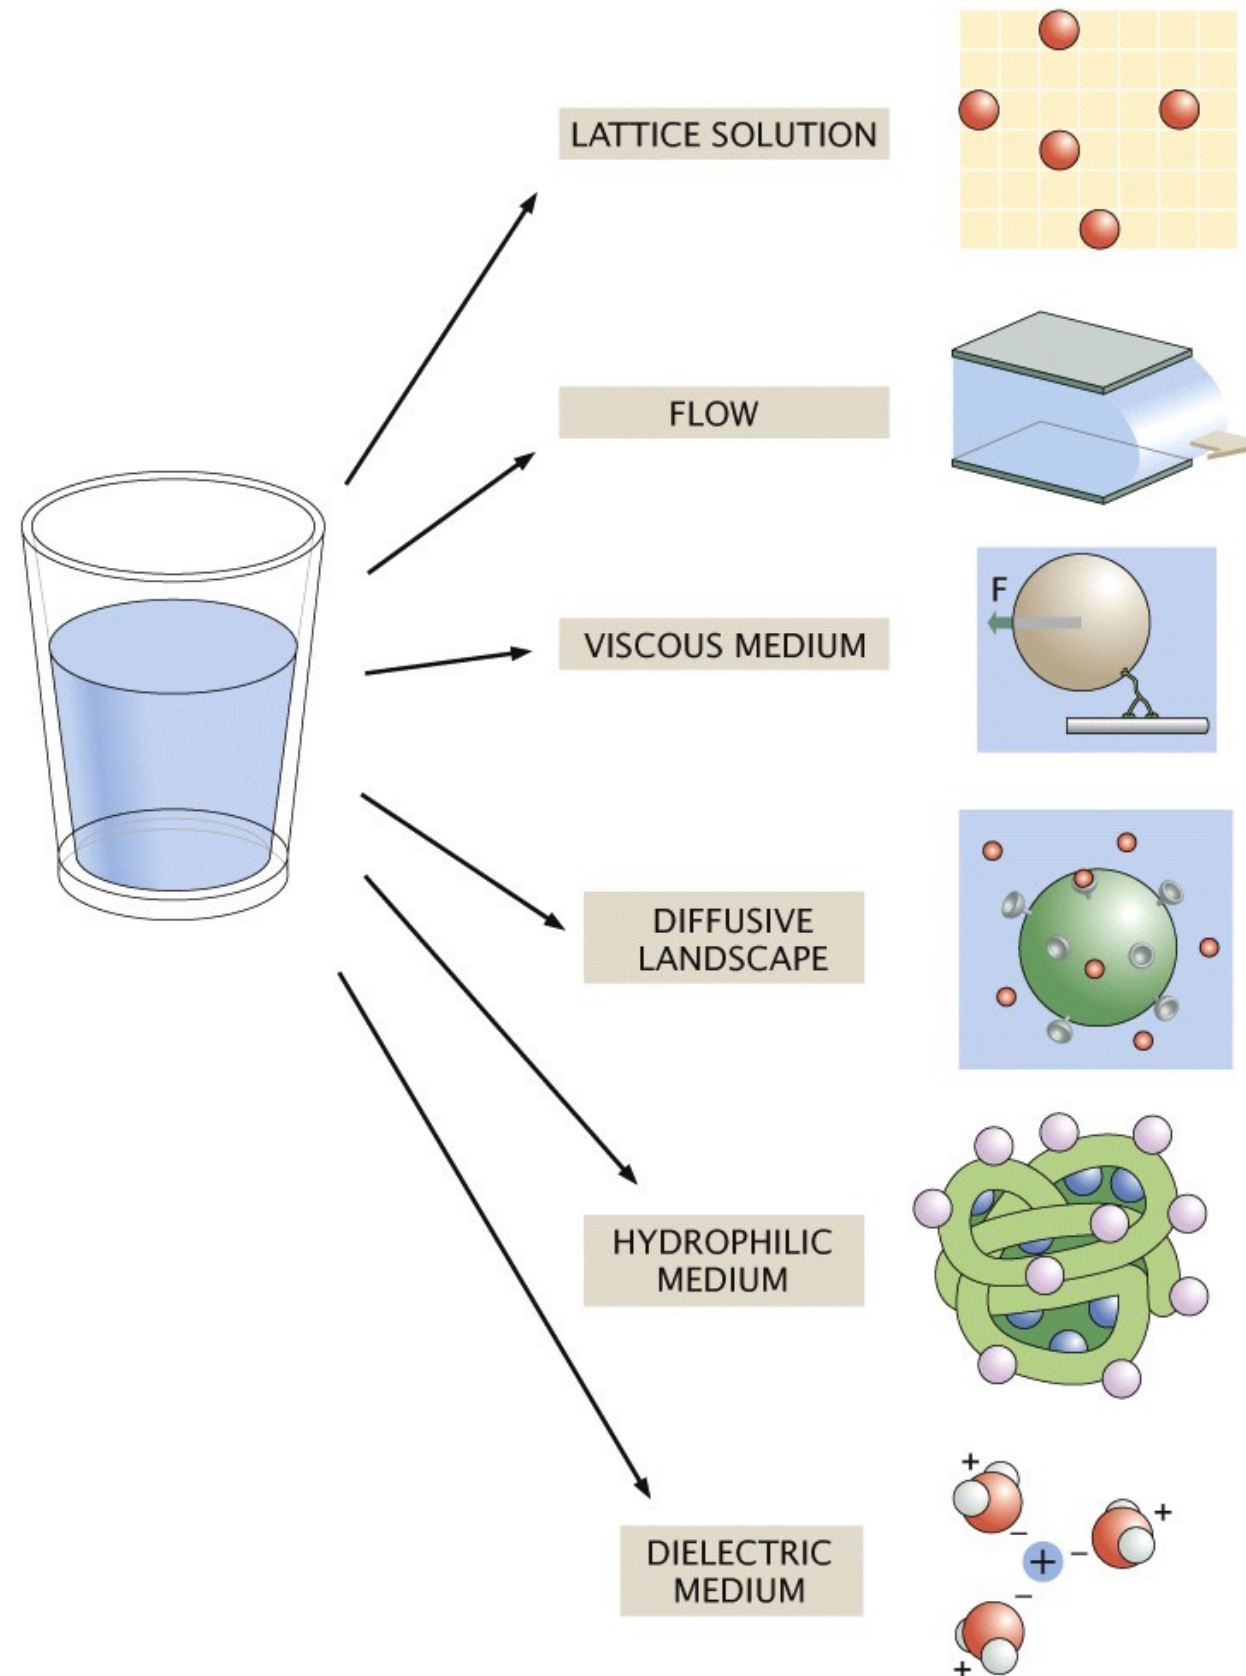 LATTICE SOLUTION
FLOW
VISCOUS MEDIUM
F
DIFFUSIVE
LANDSCAPE
HYDROPHILIC
MEDIUM
DIELECTRIC
MEDIUM
+
+
−
−
+
−
+